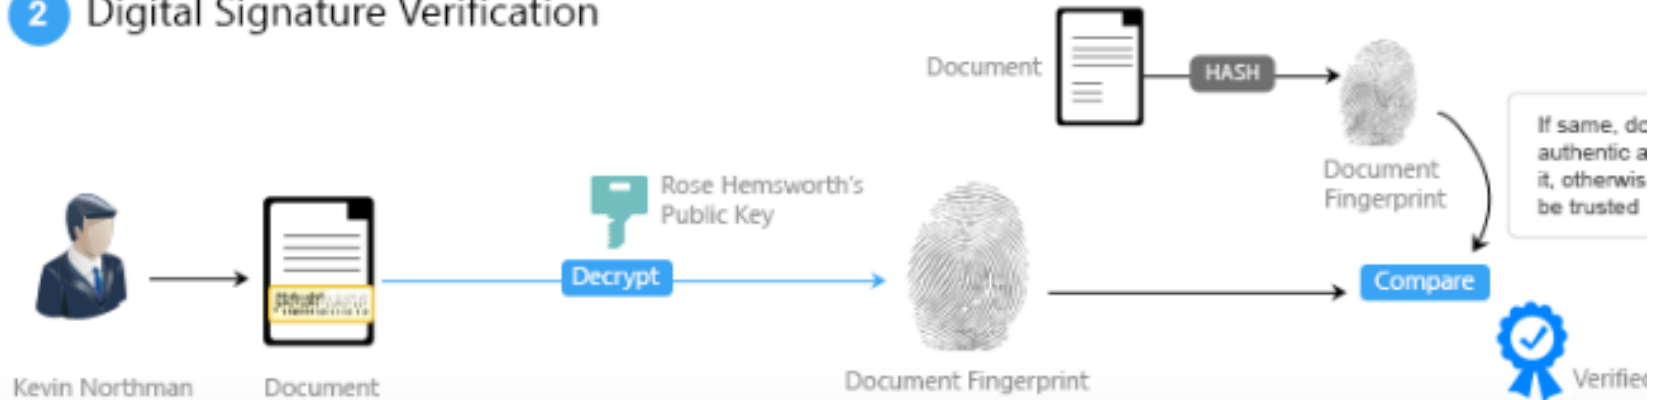 2 Digital Signature Verification
Document
HASH
Document
Fingerprint
If same, do
authentic a
it, otherwis
be trusted
Rose Hemsworth's
Public Key
Decrypt
Compare
Kevin Northman
Document
Document Fingerprint
Verified